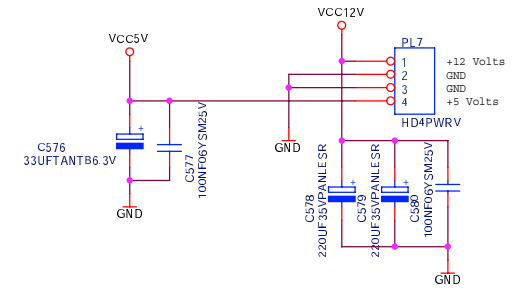 VCC12V
VCC5V
PL7
1
+12 Volts
2
GND
3
GND
4
+5 Volts
HD4PWRV
C576
33UFTANTB6.3V
C577
100NF06YSM25V
GND
GND
C578
220UF35VPANLESR
C579
220UF35VPANLESR
C580
100NF06YSM25V
GND